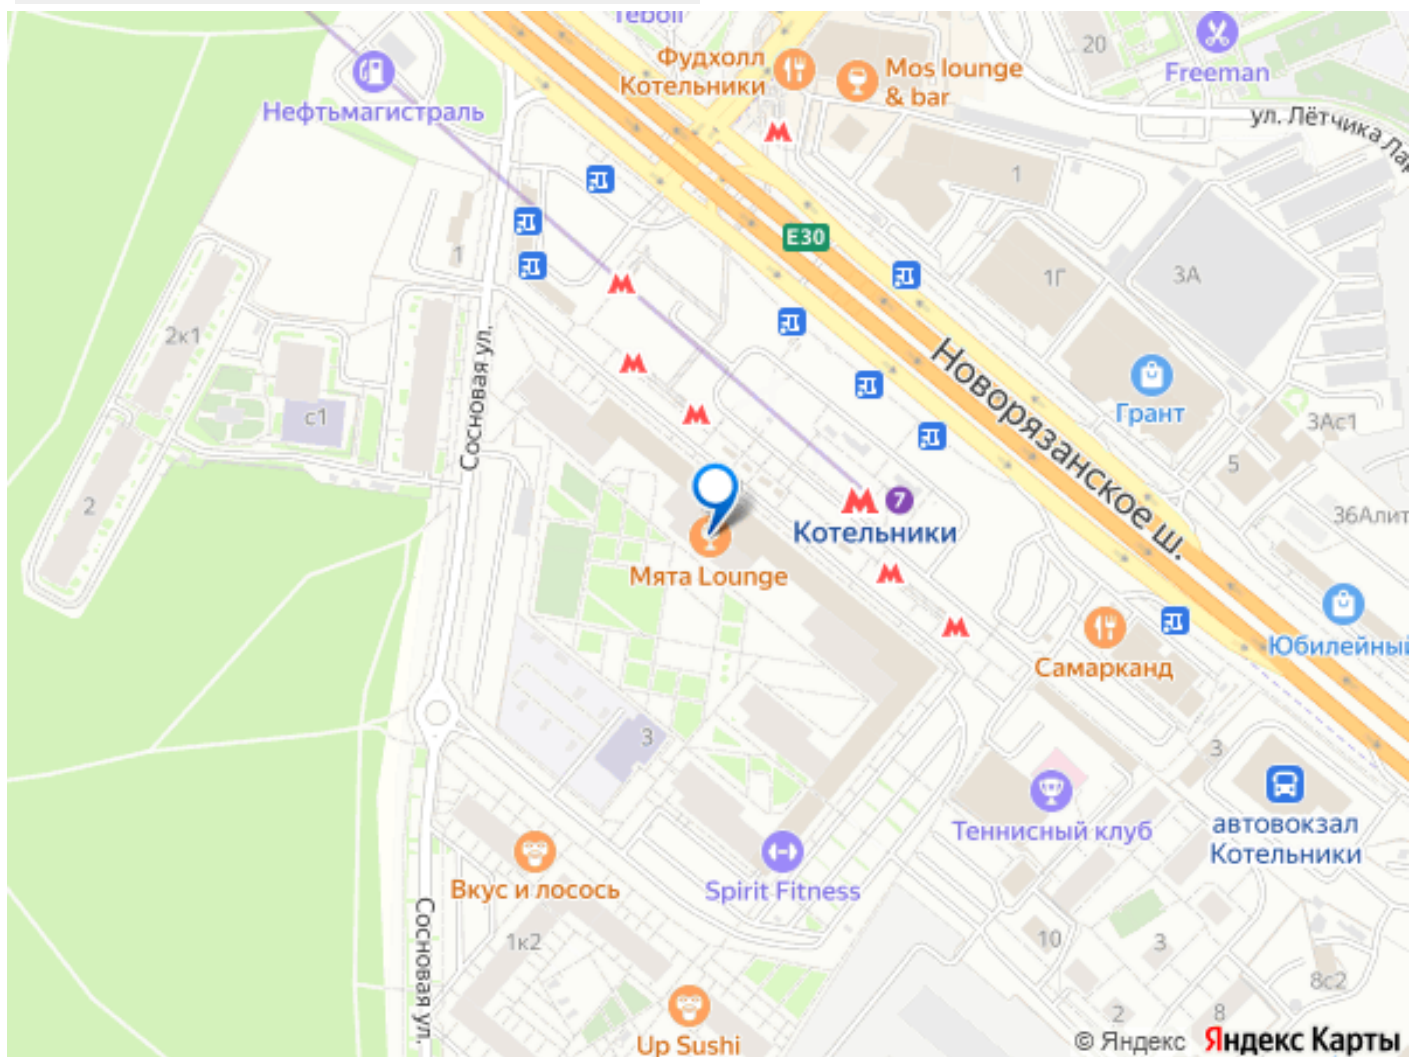 Teboil
Фудхолл
Котельники
Mos lounge
& bar
20
Freeman
Нефтьмагистраль
ул. Лётчика Лар
1
E30
1
1Г
3А
2к1
Сосновая ул.
Новорязанское ш.
Грант
с1
3Ас1
5
2
7
Котельники
36Алит
Мята Lounge
Самарканд
Юбилейный
3
3
Теннисный клуб
автовокзал
Котельники
Вкус и лосось
Spirit Fitness
Сосновая ул.
1к2
10
3
8с2
2
8
Up Sushi
© Яндекс Яндекс Карты